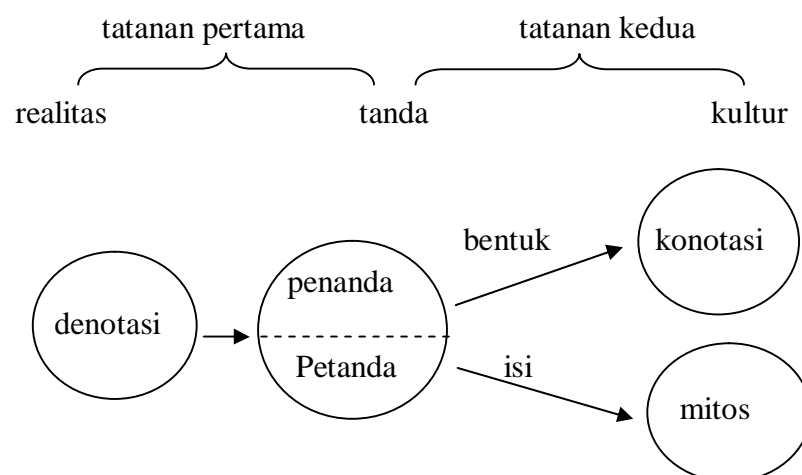 tatanan pertama tatanan kedua
realitas tanda kultur
bentuk konotasi
penanda
denotasi
Petanda isi
mitos